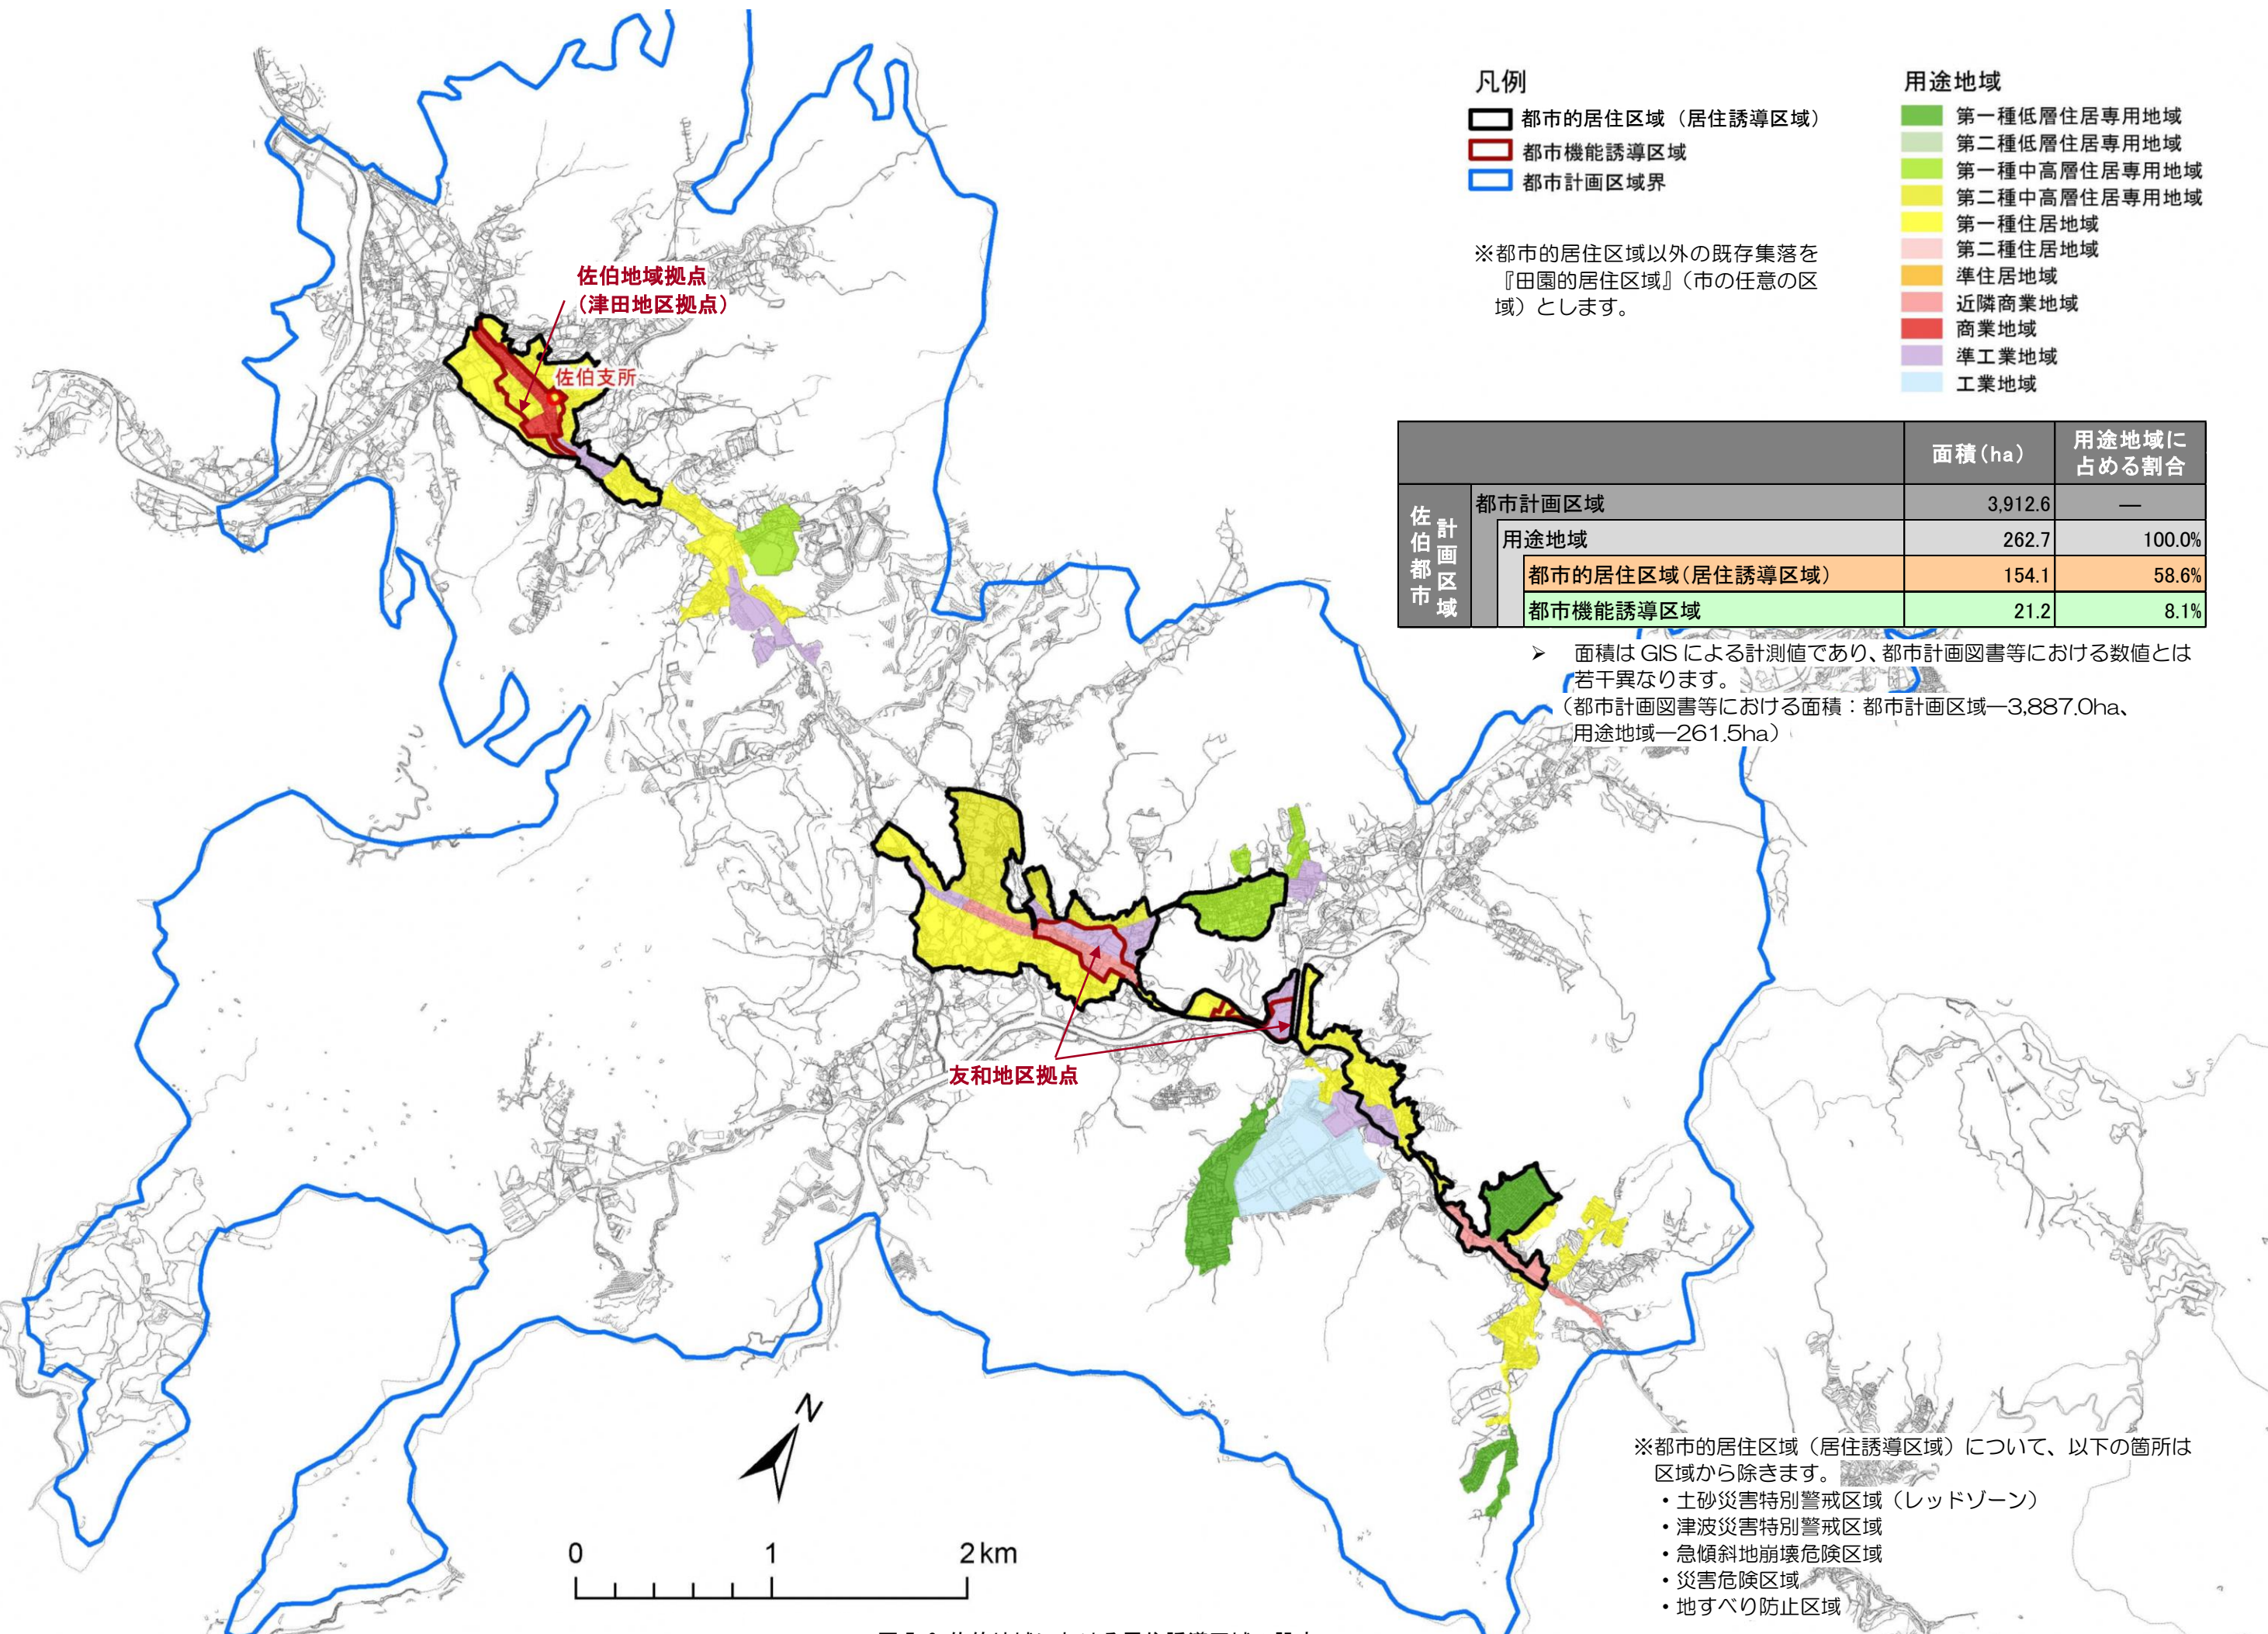 凡例
都市的居住区域（居住誘導区域）
都市機能誘導区域
都市計画区域界
※都市的居住区域以外の既存集落を
『田園的居住区域』（市の任意の区
域）とします。
用途地域
第一種低層住居専用地域
第二種低層住居専用地域
第一種中高層住居専用地域
第二種中高層住居専用地域
第一種住居地域
第二種住居地域
準住居地域
近隣商業地域
商業地域
準工業地域
工業地域
佐伯地域拠点
（津田地区拠点）
佐伯支所
面積(ha) 用途地域に
占める割合
佐伯都市計画区域
都市計画区域 3,912.6 ―
用途地域 262.7 100.0%
都市的居住区域(居住誘導区域) 154.1 58.6%
都市機能誘導区域 21.2 8.1%
➢ 面積は GIS による計測値であり、都市計画図書等における数値とは
若干異なります。
（都市計画図書等における面積：都市計画区域―3,887.0ha、
用途地域―261.5ha）
友和地区拠点
N
0 1 2km
※都市的居住区域（居住誘導区域）について、以下の箇所は
区域から除きます。
・土砂災害特別警戒区域（レッドゾーン）
・津波災害特別警戒区域
・急傾斜地崩壊危険区域
・災害危険区域
・地すべり防止区域